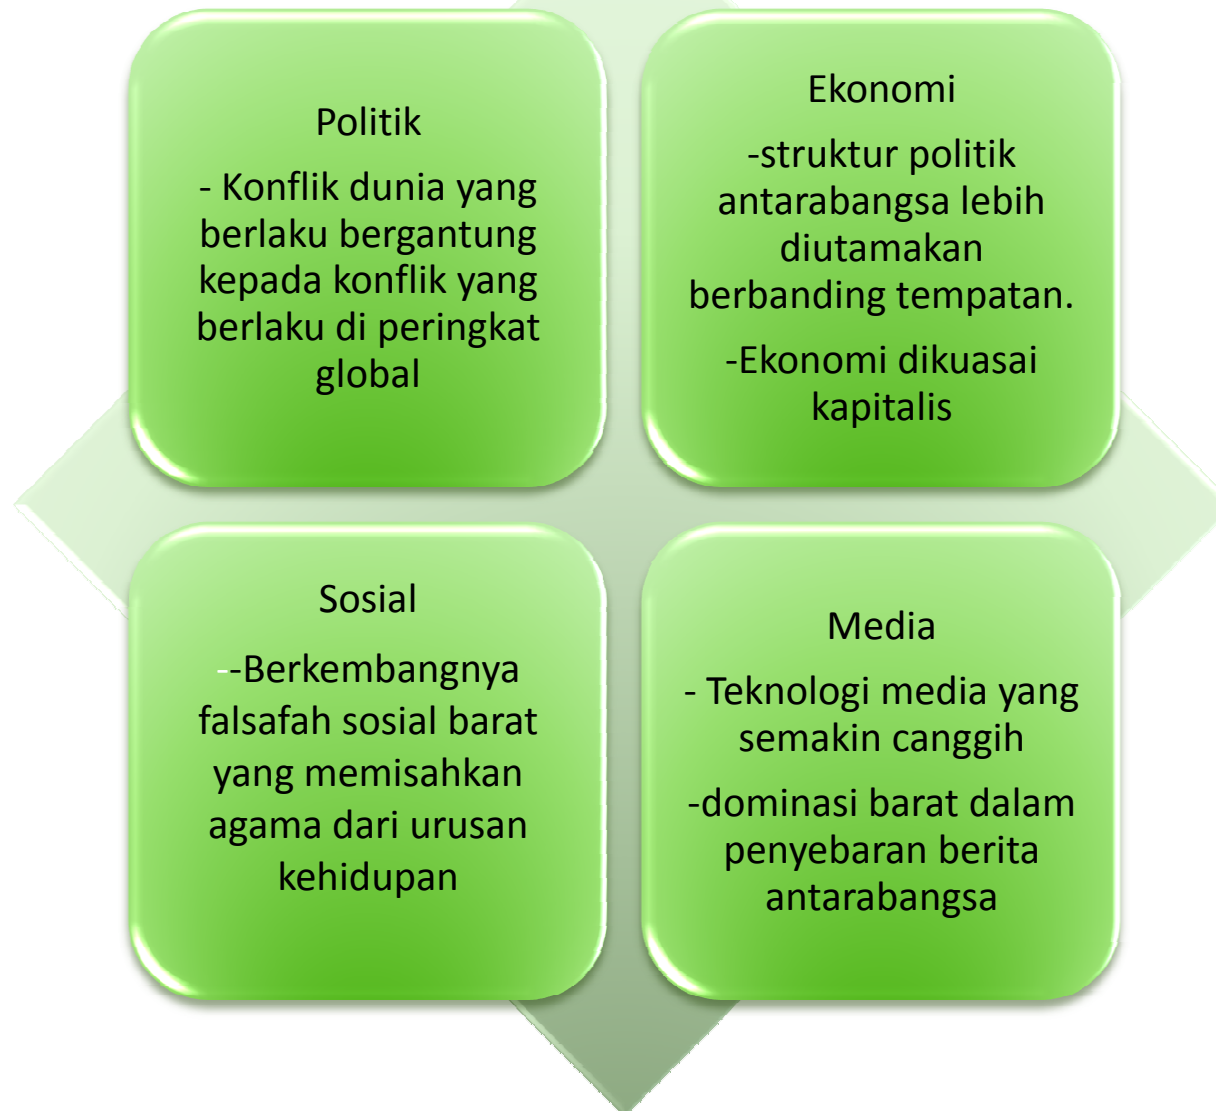 Politik
- Konflik dunia yang
berlaku bergantung
kepada konflik yang
berlaku di peringkat
global
Ekonomi
-struktur politik
antarabangsa lebih
diutamakan
berbanding tempatan.
-Ekonomi dikuasai
kapitalis
Sosial
--Berkembangnya
falsafah sosial barat
yang memisahkan
agama dari urusan
kehidupan
Media
- Teknologi media yang
semakin canggih
-dominasi barat dalam
penyebaran berita
antarabangsa